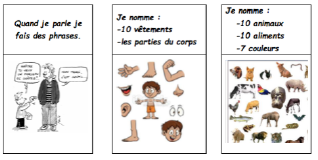 Quand je parle je
fais des phrases.
Je nomme :
-10 vêtements
-les parties du corps
Je nomme :
-10 animaux
-10 aliments
-7 couleurs